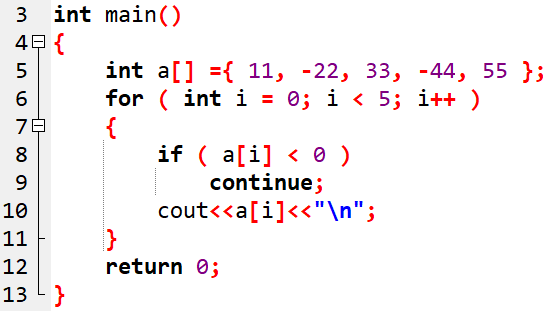 3 int main()
4 {
5 int a[] ={ 11, -22, 33, -44, 55 };
6 for ( int i = 0; i < 5; i++ )
7 {
8 if ( a[i] < 0 )
9 continue;
10 cout<<a[i]<<"\n";
11 }
12 return 0;
13 }